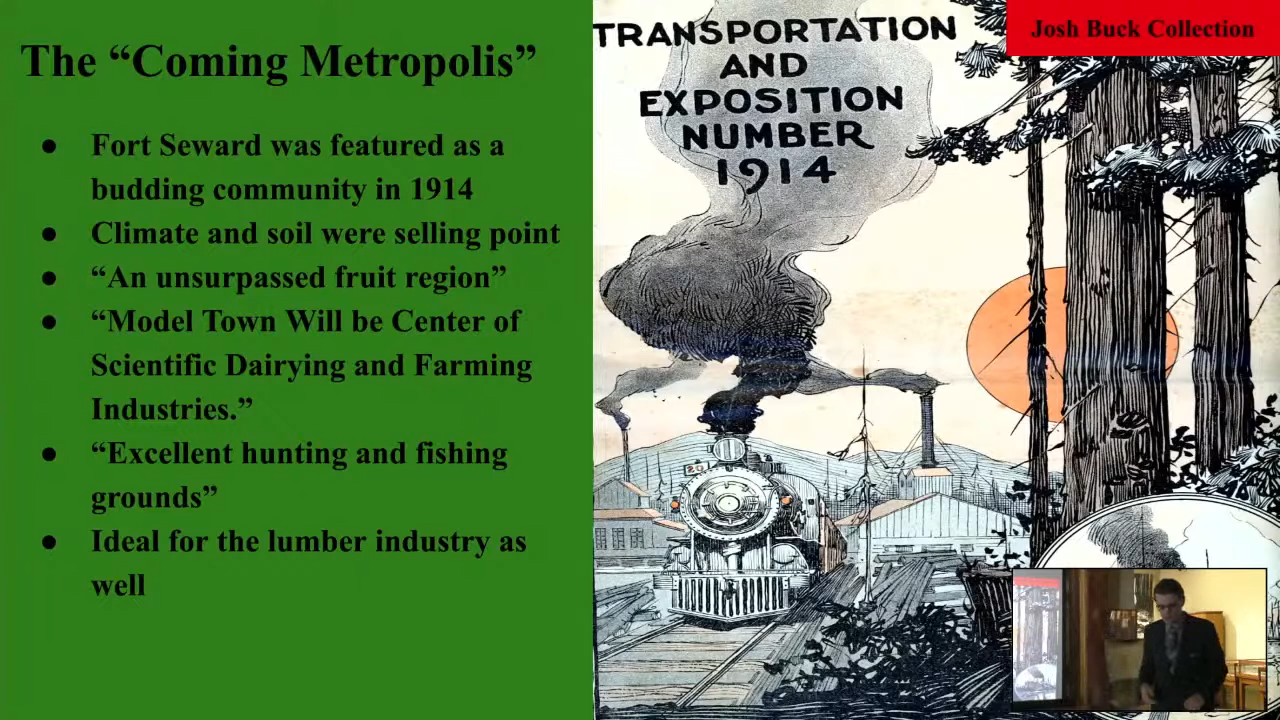 The “Coming Metropolis”
● Fort Seward was featured as a
budding community in 1914
● Climate and soil were selling point
● “An unsurpassed fruit region”
● “Model Town Will be Center of
Scientific Dairying and Farming
Industries.”
● “Excellent hunting and fishing
grounds”
● Ideal for the lumber industry as
well
TRANSPORTATION
AND
EXPOSITION
NUMBER
1914
Josh Buck Collection
20